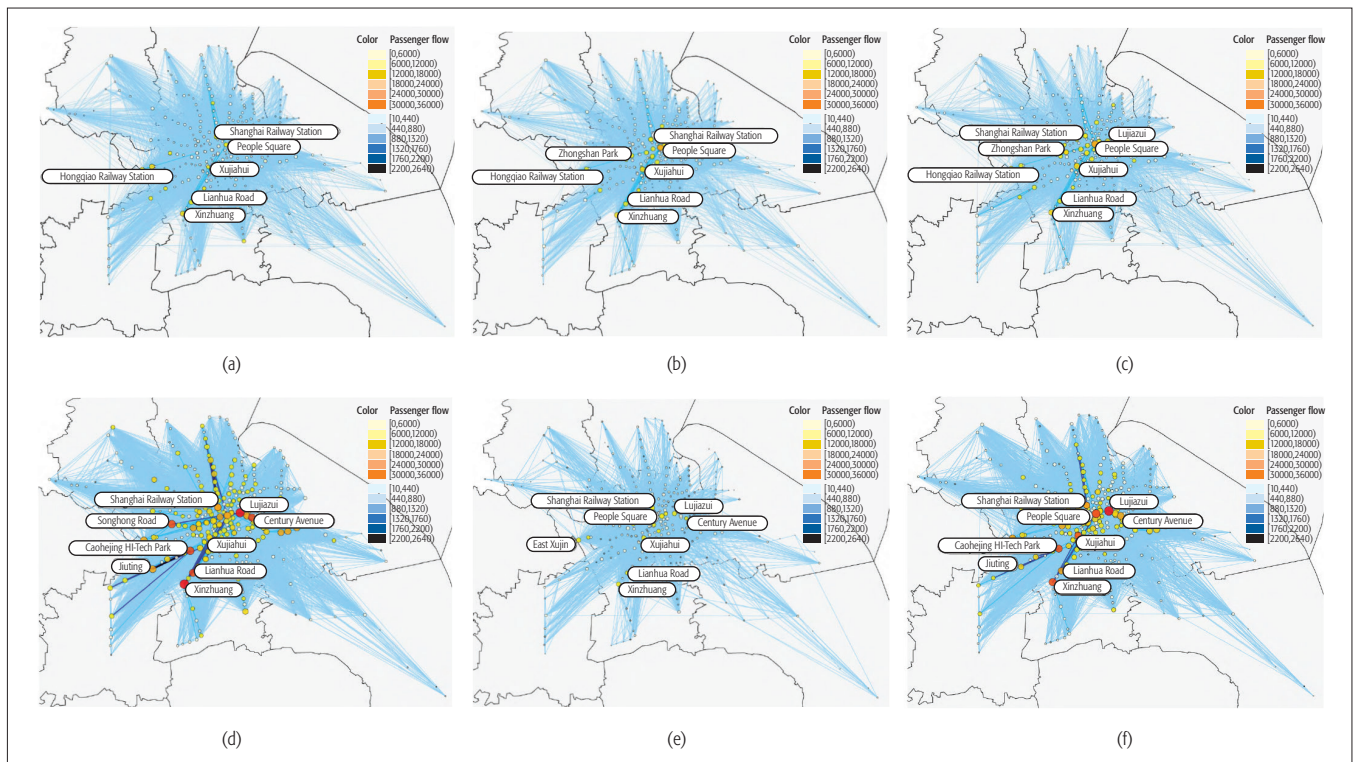 Color Passenger flow
[0,6000)
[6000,12000)
[12000,18000)
[18000,24000)
[24000,30000)
[30000,36000)
[10,440)
[440,880)
[880,1320)
[1320,1760)
[1760,2200)
[2200,2640)
Shanghai Railway Station
People Square
Xujiahui
Hongqiao Railway Station
Lianhua Road
Xinzhuang
(a)
Color Passenger flow
[0,6000)
[6000,12000)
[12000,18000)
[18000,24000)
[24000,30000)
[30000,36000)
[10,440)
[440,880)
[880,1320)
[1320,1760)
[1760,2200)
[2200,2640)
Shanghai Railway Station
Zhongshan Park
People Square
Hongqiao Railway Station
Xujiahui
Lianhua Road
Xinzhuang
(b)
Color Passenger flow
[0,6000)
[6000,12000)
[12000,18000)
[18000,24000)
[24000,30000)
[30000,36000)
[10,440)
[440,880)
[880,1320)
[1320,1760)
[1760,2200)
[2200,2640)
Shanghai Railway Station
Lujiazui
Zhongshan Park
People Square
Hongqiao Railway Station
Xujiahui
Lianhua Road
Xinzhuang
(c)
Color Passenger flow
[0,6000)
[6000,12000)
[12000,18000)
[18000,24000)
[24000,30000)
[30000,36000)
[10,440)
[440,880)
[880,1320)
[1320,1760)
[1760,2200)
[2200,2640)
Shanghai Railway Station
Lujiazui
Songhong Road
Century Avenue
Caohejing HI-Tech Park
Xujiahui
Jiuting
Lianhua Road
Xinzhuang
(d)
Color Passenger flow
[0,6000)
[6000,12000)
[12000,18000)
[18000,24000)
[24000,30000)
[30000,36000)
[10,440)
[440,880)
[880,1320)
[1320,1760)
[1760,2200)
[2200,2640)
Shanghai Railway Station
Lujiazui
People Square
Century Avenue
East Xujin
Xujiahui
Lianhua Road
Xinzhuang
(e)
Color Passenger flow
[0,6000)
[6000,12000)
[12000,18000)
[18000,24000)
[24000,30000)
[30000,36000)
[10,440)
[440,880)
[880,1320)
[1320,1760)
[1760,2200)
[2200,2640)
Shanghai Railway Station
Lujiazui
People Square
Century Avenue
Caohejing HI-Tech Park
Xujiahui
Jiuting
Lianhua Road
Xinzhuang
(f)